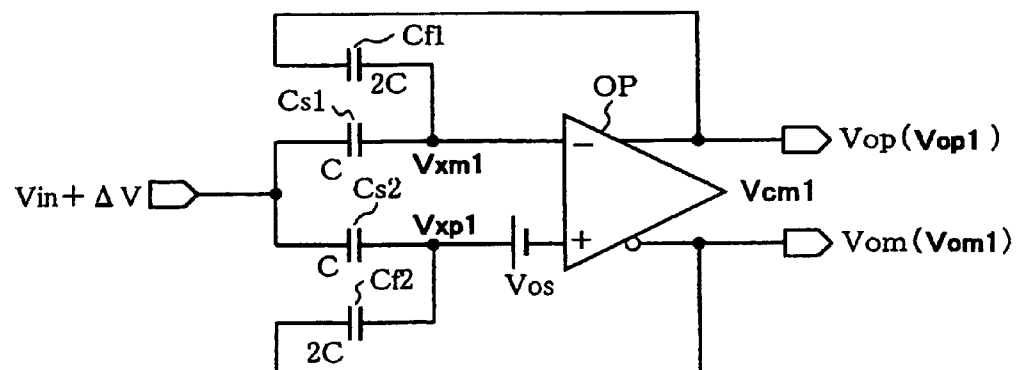 Cf1
2C
OP
Cs1
C
Vxm1
−
Vop(Vop1)
Vin+ΔV
Cs2
Vcm1
Vxp1
+
C
Vos
Vom(Vom1)
Cf2
2C